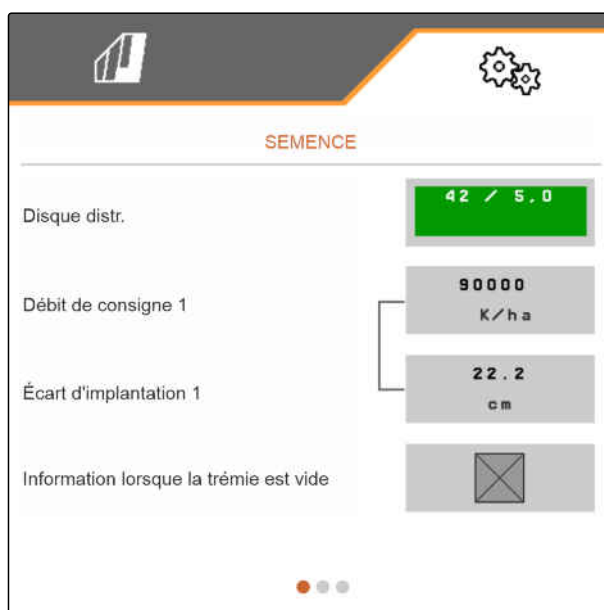 SEMENCE
Disque distr.
42 / 5,0
Débit de consigne 1
90000
K/ha
Écart d'implantation 1
22.2
cm
Information lorsque la trémie est vide